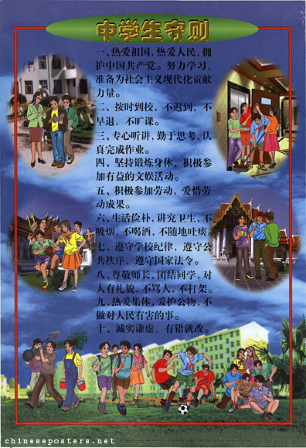 中学生守则
一、热爱祖国，热爱人民，拥
护中国共产党。努力学习，
准备为社会主义现代化贡献
力量。
二、按时到校，不迟到，不
早退，不旷课。
三、专心听讲，勤于思考，认
真完成作业。
四、坚持锻炼身体，积极参
加有益的文娱活动。
五、积极参加劳动，爱惜劳
动成果。
六、生活俭朴，讲究卫生，不
吸烟，不喝酒，不随地吐痰。
七、遵守学校纪律，遵守公
共秩序，遵守国家法令。
八、尊敬师长，团结同学，对
人有礼貌，不骂人，不打架。
九、热爱集体，爱护公物，不
做对人民有害的事。
十、诚实谦虚，有错就改。
chineseposters.net